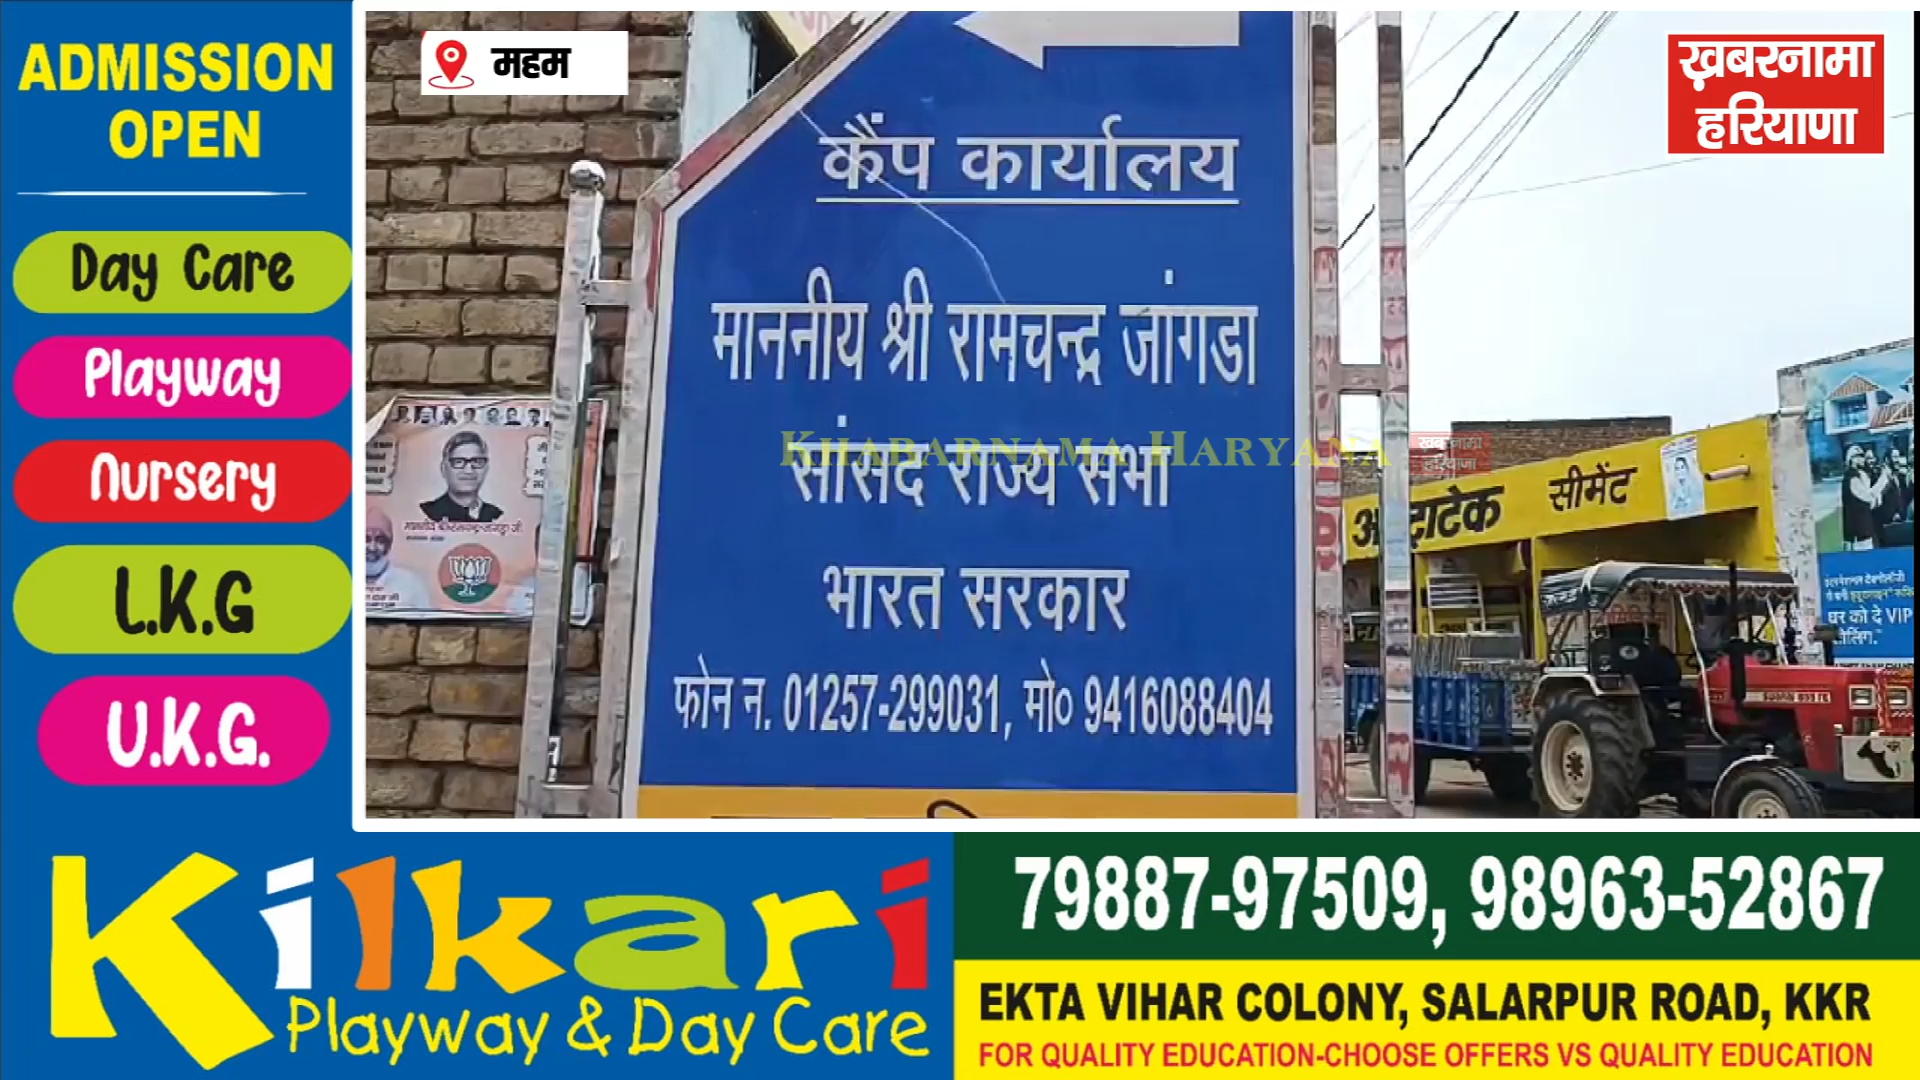 ADMISSION
OPEN
Day Care
Playway
Nursery
L.K.G
U.K.G.
महम
ख़बरनामा
हरियाणा
कैंप कार्यालय
माननीय श्री रामचन्द्र जांगडा
सांसद राज्य सभा
भारत सरकार
फोन न. 01257-299031, मो० 9416088404
KHABARNAMA HARYANA
खबरनामा
हरियाणा
सीमेंट
घर को दे VIP
Kilkari
Playway & Day Care
79887-97509, 98963-52867
EKTA VIHAR COLONY, SALARPUR ROAD, KKR
FOR QUALITY EDUCATION-CHOOSE OFFERS VS QUALITY EDUCATION